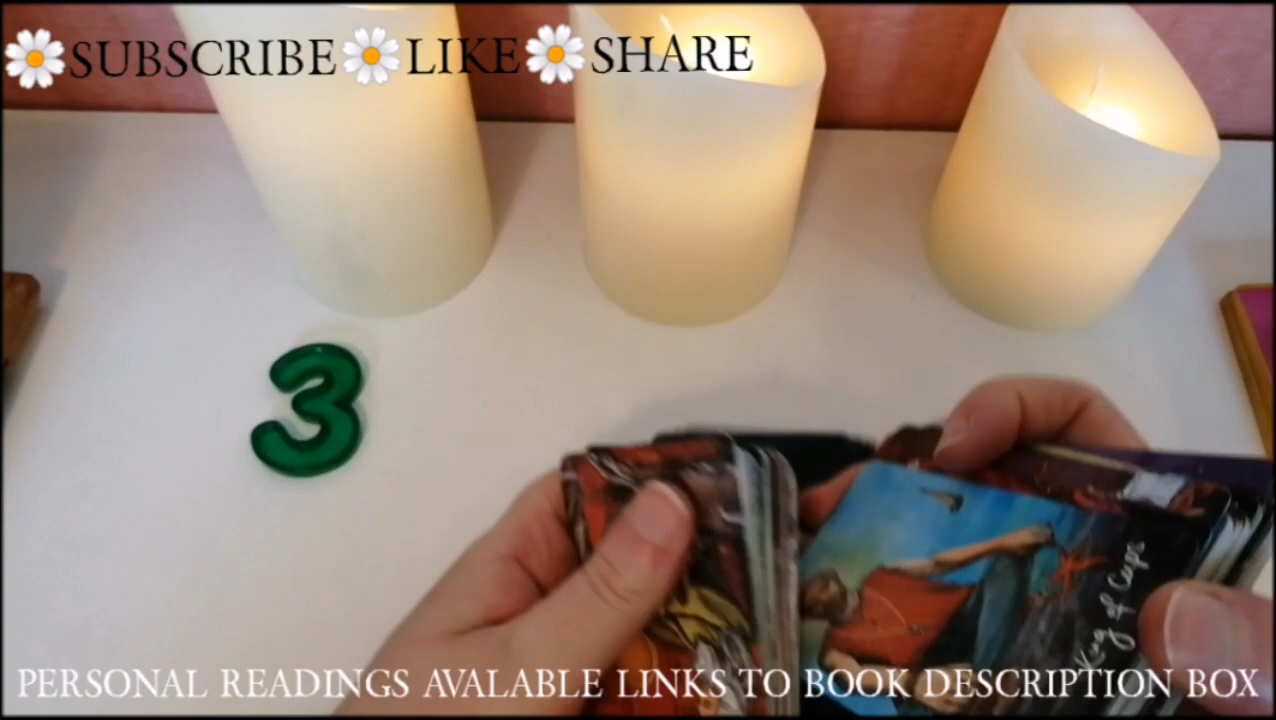 🌼SUBSCRIBE🌼LIKE🌼SHARE
3
King of Cups
PERSONAL READINGS AVALABLE LINKS TO BOOK DESCRIPTION BOX